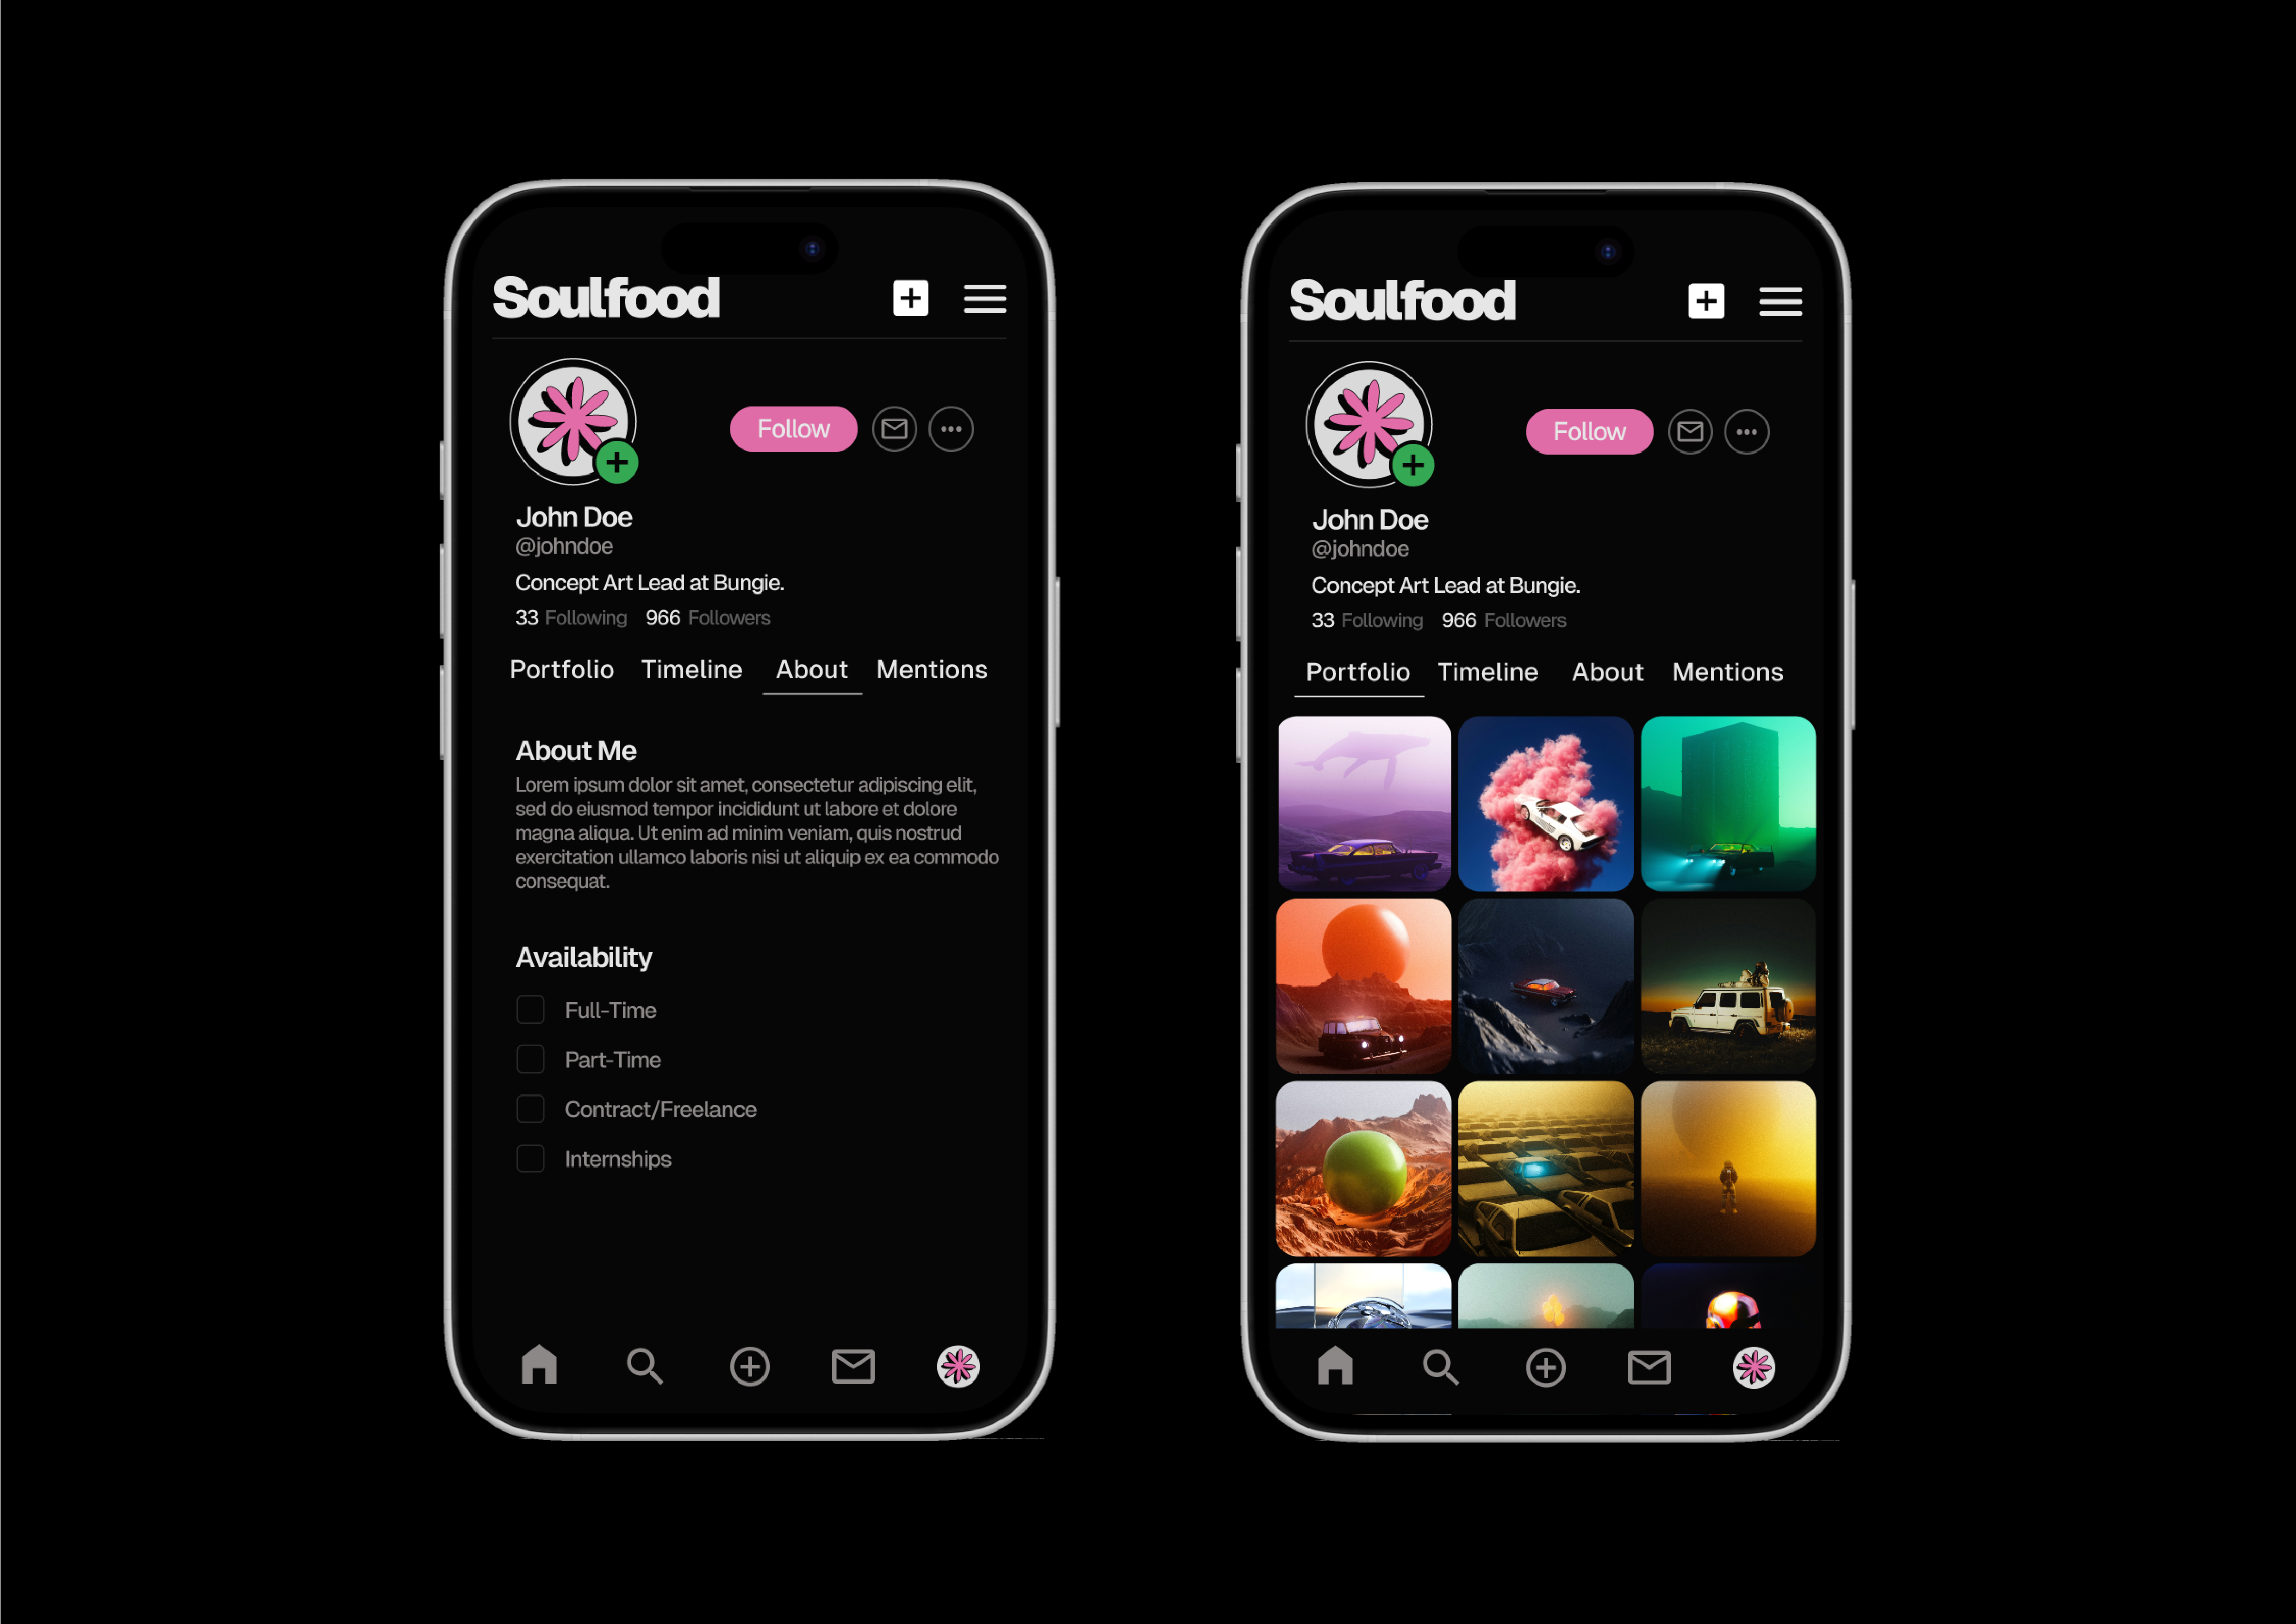 Soulfood
Follow
John Doe
@johndoe
Concept Art Lead at Bungie.
33 Following 966 Followers
Portfolio Timeline About Mentions
About Me
Lorem ipsum dolor sit amet, consectetur adipiscing elit,
sed do eiusmod tempor incididunt ut labore et dolore
magna aliqua. Ut enim ad minim veniam, quis nostrud
exercitation ullamco laboris nisi ut aliquip ex ea commodo
consequat.
Availability
Full-Time
Part-Time
Contract/Freelance
Internships
Soulfood
Follow
John Doe
@johndoe
Concept Art Lead at Bungie.
33 Following 966 Followers
Portfolio Timeline About Mentions